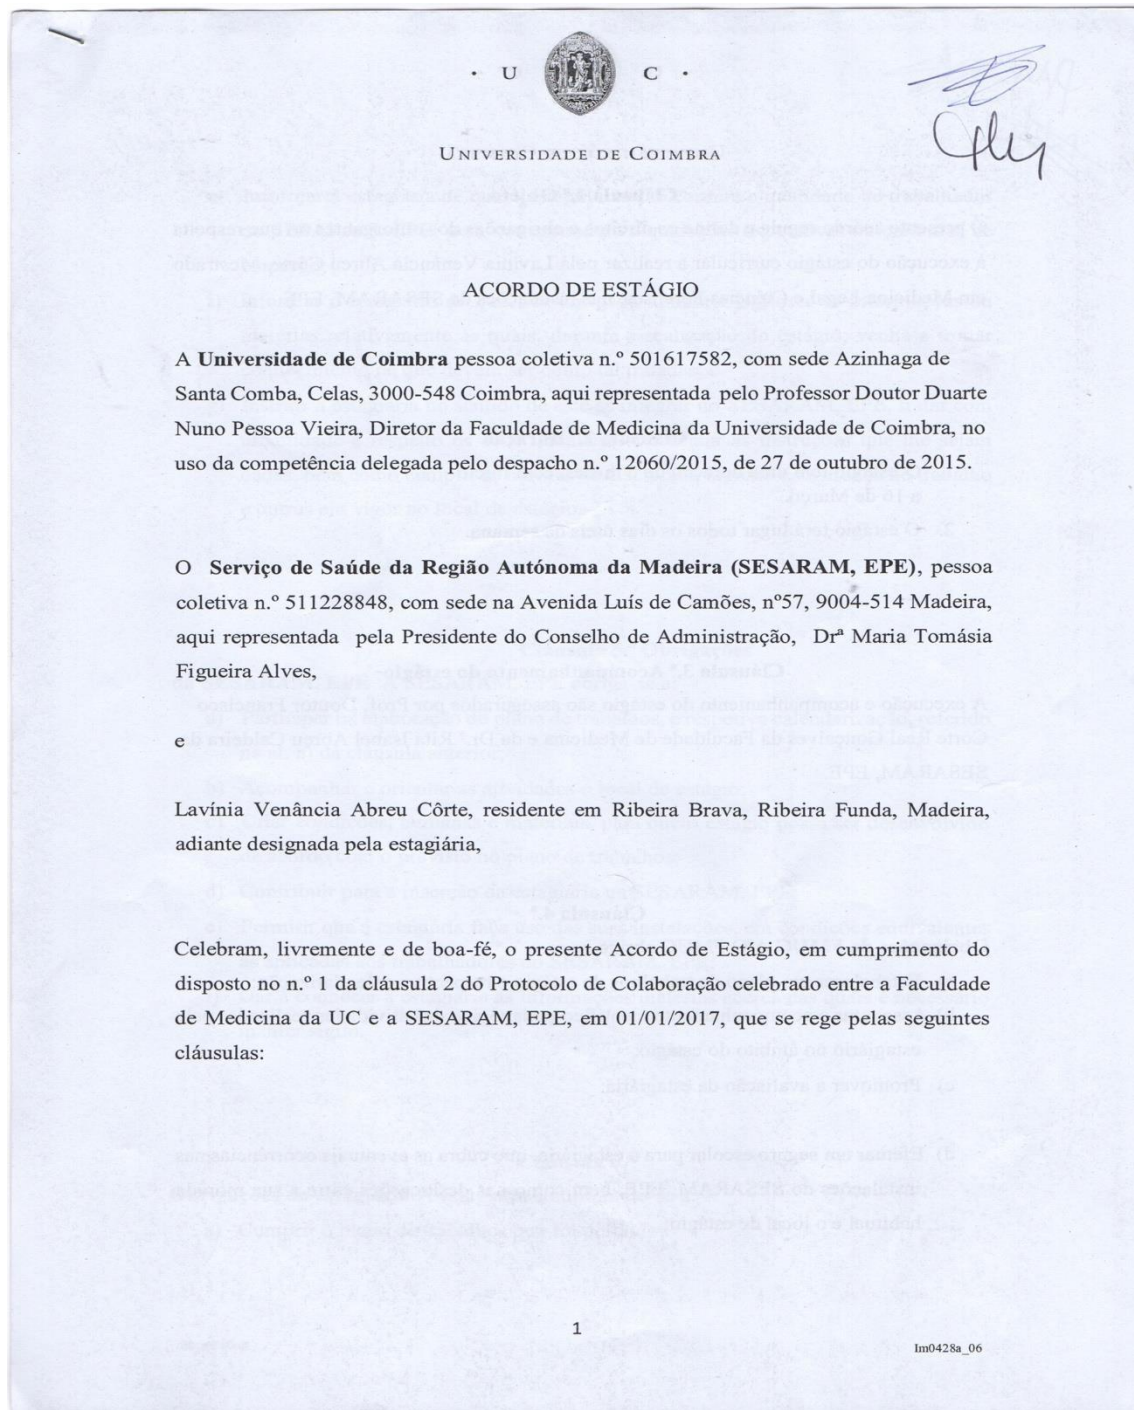 · U C ·
UNIVERSIDADE DE COIMBRA
ACORDO DE ESTÁGIO
A Universidade de Coimbra pessoa coletiva n.º 501617582, com sede Azinhaga de
Santa Comba, Celas, 3000-548 Coimbra, aqui representada pelo Professor Doutor Duarte
Nuno Pessoa Vieira, Diretor da Faculdade de Medicina da Universidade de Coimbra, no
uso da competência delegada pelo despacho n.º 12060/2015, de 27 de outubro de 2015.
O Serviço de Saúde da Região Autónoma da Madeira (SESARAM, EPE), pessoa
coletiva n.º 511228848, com sede na Avenida Luís de Camões, nº57, 9004-514 Madeira,
aqui representada pela Presidente do Conselho de Administração, Drª Maria Tomásia
Figueira Alves,
e
Lavínia Venância Abreu Côrte, residente em Ribeira Brava, Ribeira Funda, Madeira,
adiante designada pela estagiária,
Celebram, livremente e de boa-fé, o presente Acordo de Estágio, em cumprimento do
disposto no n.º 1 da cláusula 2 do Protocolo de Colaboração celebrado entre a Faculdade
de Medicina da UC e a SESARAM, EPE, em 01/01/2017, que se rege pelas seguintes
cláusulas:
1
Im0428a_06